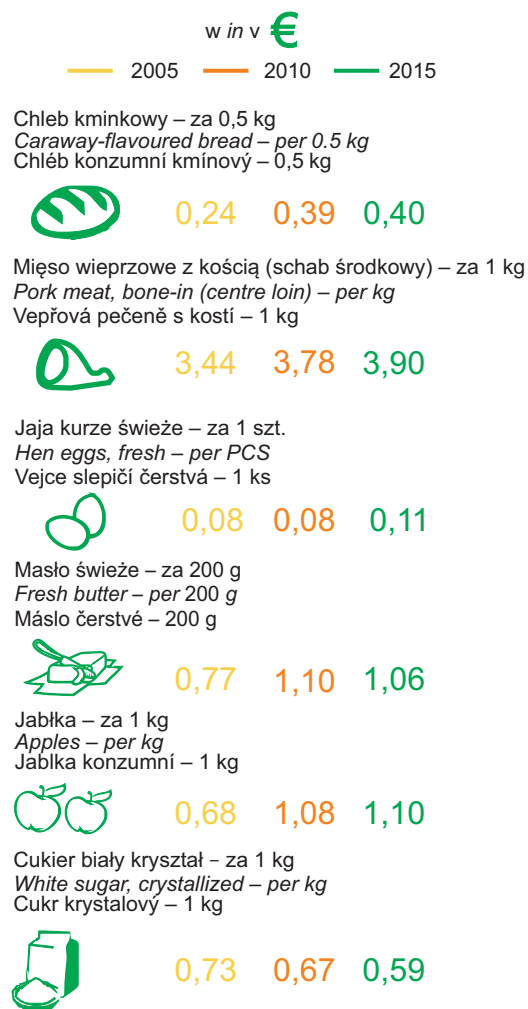 w in v €
2005 2010 2015
Chleb kminkowy – za 0,5 kg
Caraway-flavoured bread – per 0.5 kg
Chléb konzumní kmínový – 0,5 kg
0,24 0,39 0,40
Mięso wieprzowe z kością (schab środkowy) – za 1 kg
Pork meat, bone-in (centre loin) – per kg
Vepřová pečeně s kostí – 1 kg
3,44 3,78 3,90
Jaja kurze świeże – za 1 szt.
Hen eggs, fresh – per PCS
Vejce slepičí čerstvá – 1 ks
0,08 0,08 0,11
Masło świeże – za 200 g
Fresh butter – per 200 g
Máslo čerstvé – 200 g
0,77 1,10 1,06
Jabłka – za 1 kg
Apples – per kg
Jablka konzumní – 1 kg
0,68 1,08 1,10
Cukier biały kryształ – za 1 kg
White sugar, crystallized – per kg
Cukr krystalový – 1 kg
0,73 0,67 0,59